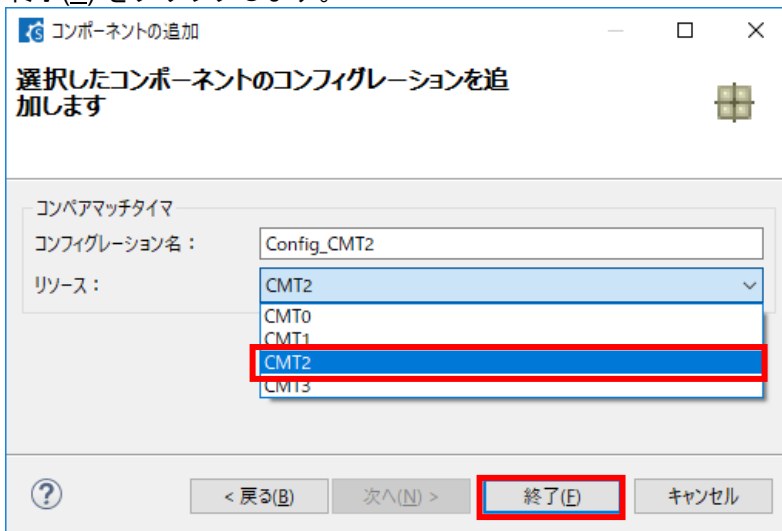 コンポーネントの追加
選択したコンポーネントのコンフィグレーションを追
加します
コンペアマッチタイマ
コンフィグレーション名： Config_CMT2
リソース： CMT2
CMT0
CMT1
CMT2
CMT3
< 戻る(B) 次へ(N) > 終了(F) キャンセル